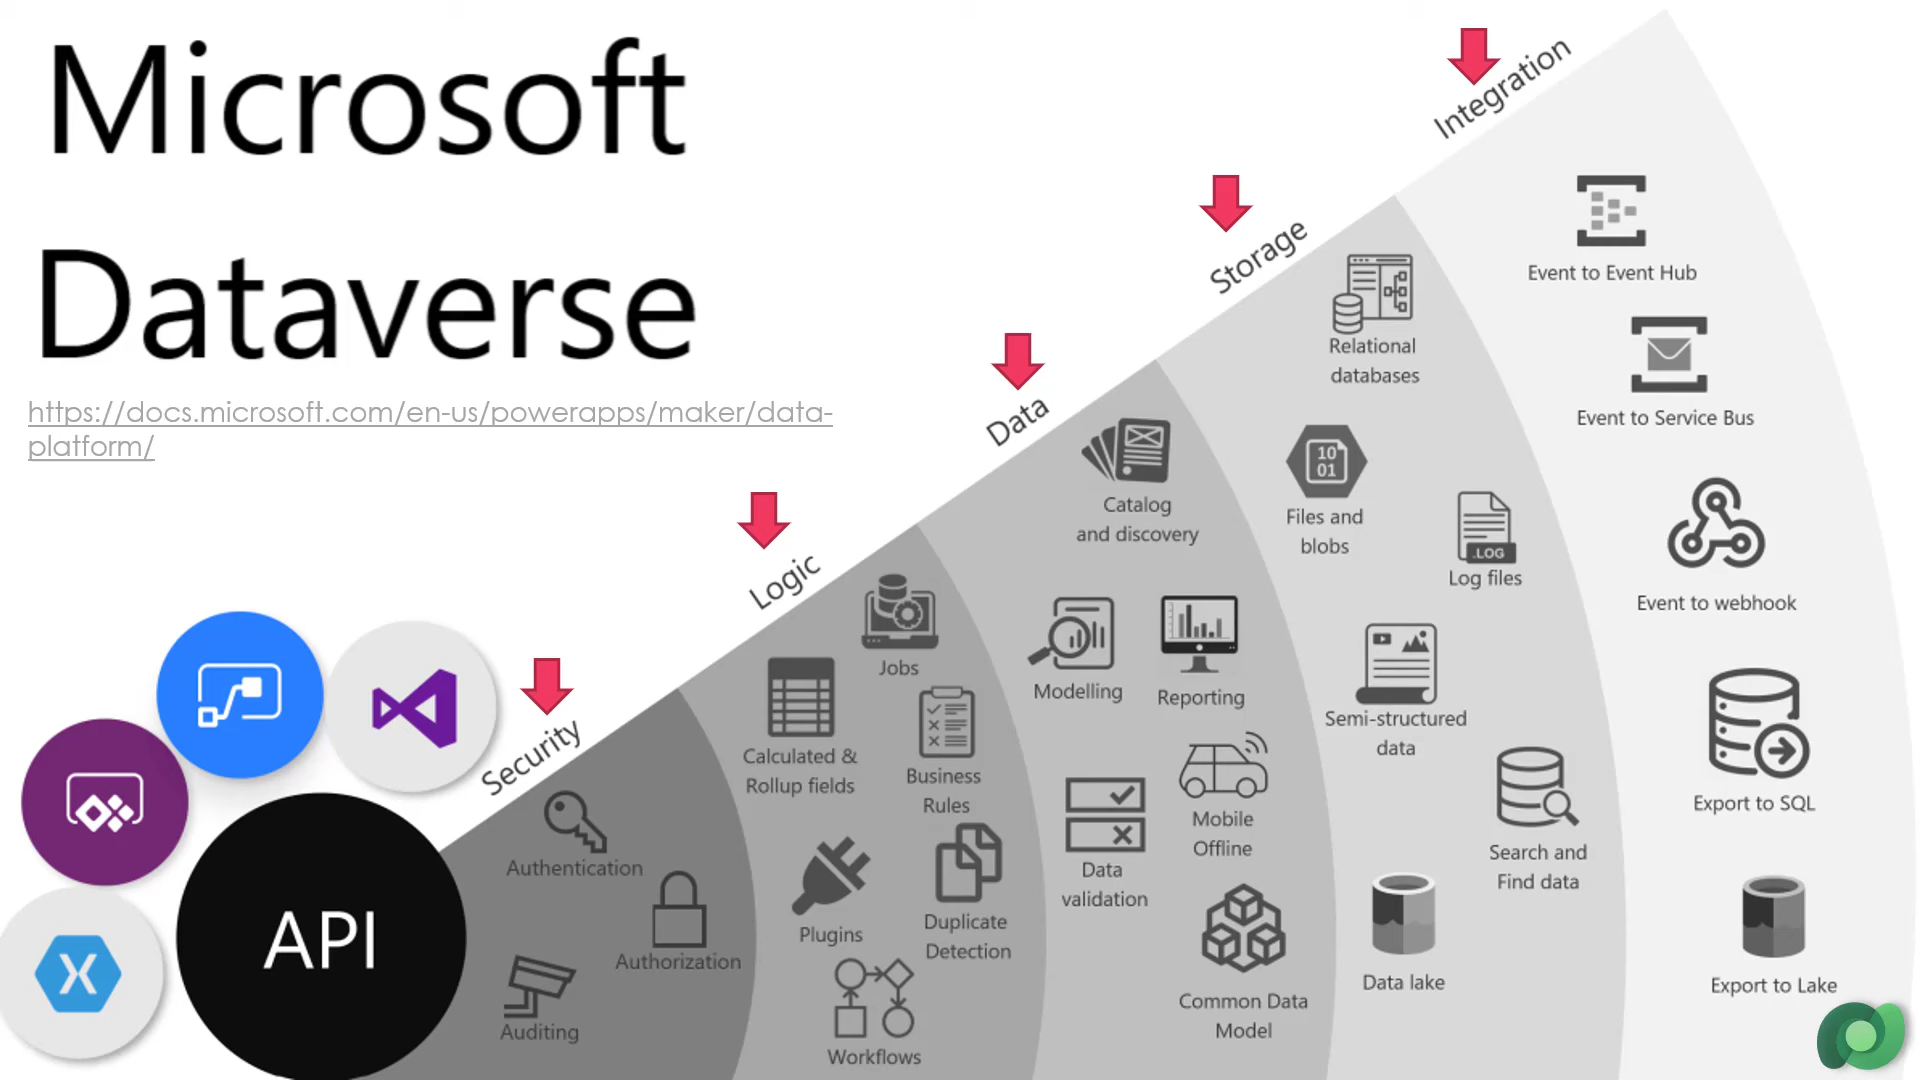 Microsoft
Dataverse
https://docs.microsoft.com/en-us/powerapps/maker/data-
platform/
API
Security
Authentication
Authorization
Auditing
Logic
Jobs
Calculated &
Rollup fields
Business
Rules
Plugins
Duplicate
Detection
Workflows
Data
Catalog
and discovery
Modelling
Reporting
Data
validation
Mobile
Offline
Common Data
Model
Storage
Relational
databases
10
01
Files and
blobs
.LOG
Log files
Semi-structured
data
Search and
Find data
Data lake
Integration
Event to Event Hub
Event to Service Bus
Event to webhook
Export to SQL
Export to Lake